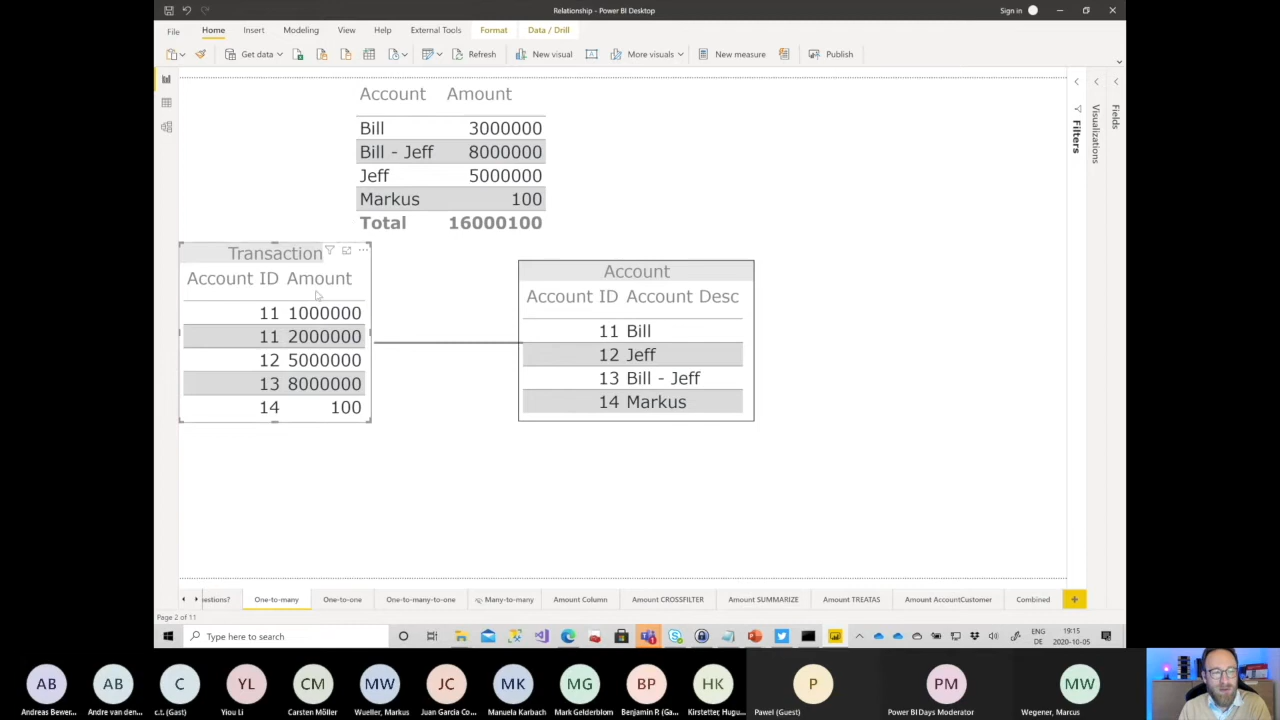 Relationship - Power BI Desktop
Sign in
File
Home
Insert
Modeling
View
Help
External Tools
Format
Data / Drill
Get data
Refresh
New visual
More visuals
New measure
Publish
Account Amount
Bill 3000000
Bill - Jeff 8000000
Jeff 5000000
Markus 100
Total 16000100
Transaction
Account ID Amount
11 1000000
11 2000000
12 5000000
13 8000000
14 100
Account
Account ID Account Desc
11 Bill
12 Jeff
13 Bill - Jeff
14 Markus
Filters
Visualizations
Fields
estions?
One-to-many
One-to-one
One-to-many-to-one
Many-to-many
Amount Column
Amount CROSSFILTER
Amount SUMMARIZE
Amount TREATAS
Amount AccountCustomer
Combined
Page 2 of 11
Type here to search
ENG
DE
19:15
2020-10-05
AB
AB
C
YL
CM
MW
JC
MK
MG
BP
HK
P
PM
MW
Andreas Bewer...
Andre van den...
c.t. (Gast)
Yiou Li
Carsten Möller
Wueller, Markus
Juan Garcia Co...
Manuela Karbach
Mark Gelderblom
Benjamin R (Ga...
Kirstetter, Hugu...
Pawel (Guest)
Power BI Days Moderator
Wegener, Marcus